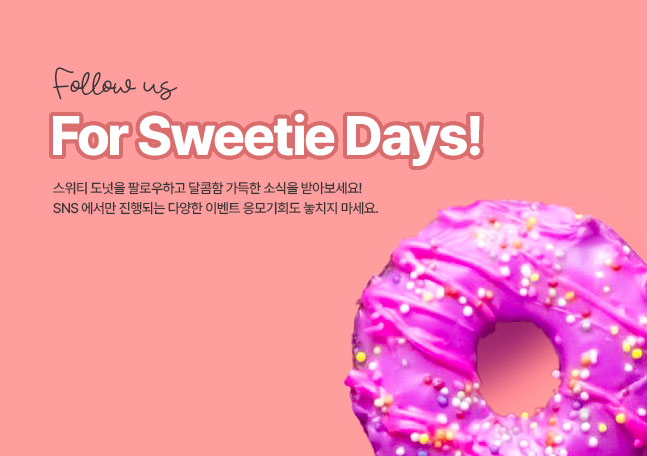 Follow us
For Sweetie Days!
스위티 도넛을 팔로우하고 달콤함 가득한 소식을 받아보세요!
SNS 에서만 진행되는 다양한 이벤트 응모기회도 놓치지 마세요.